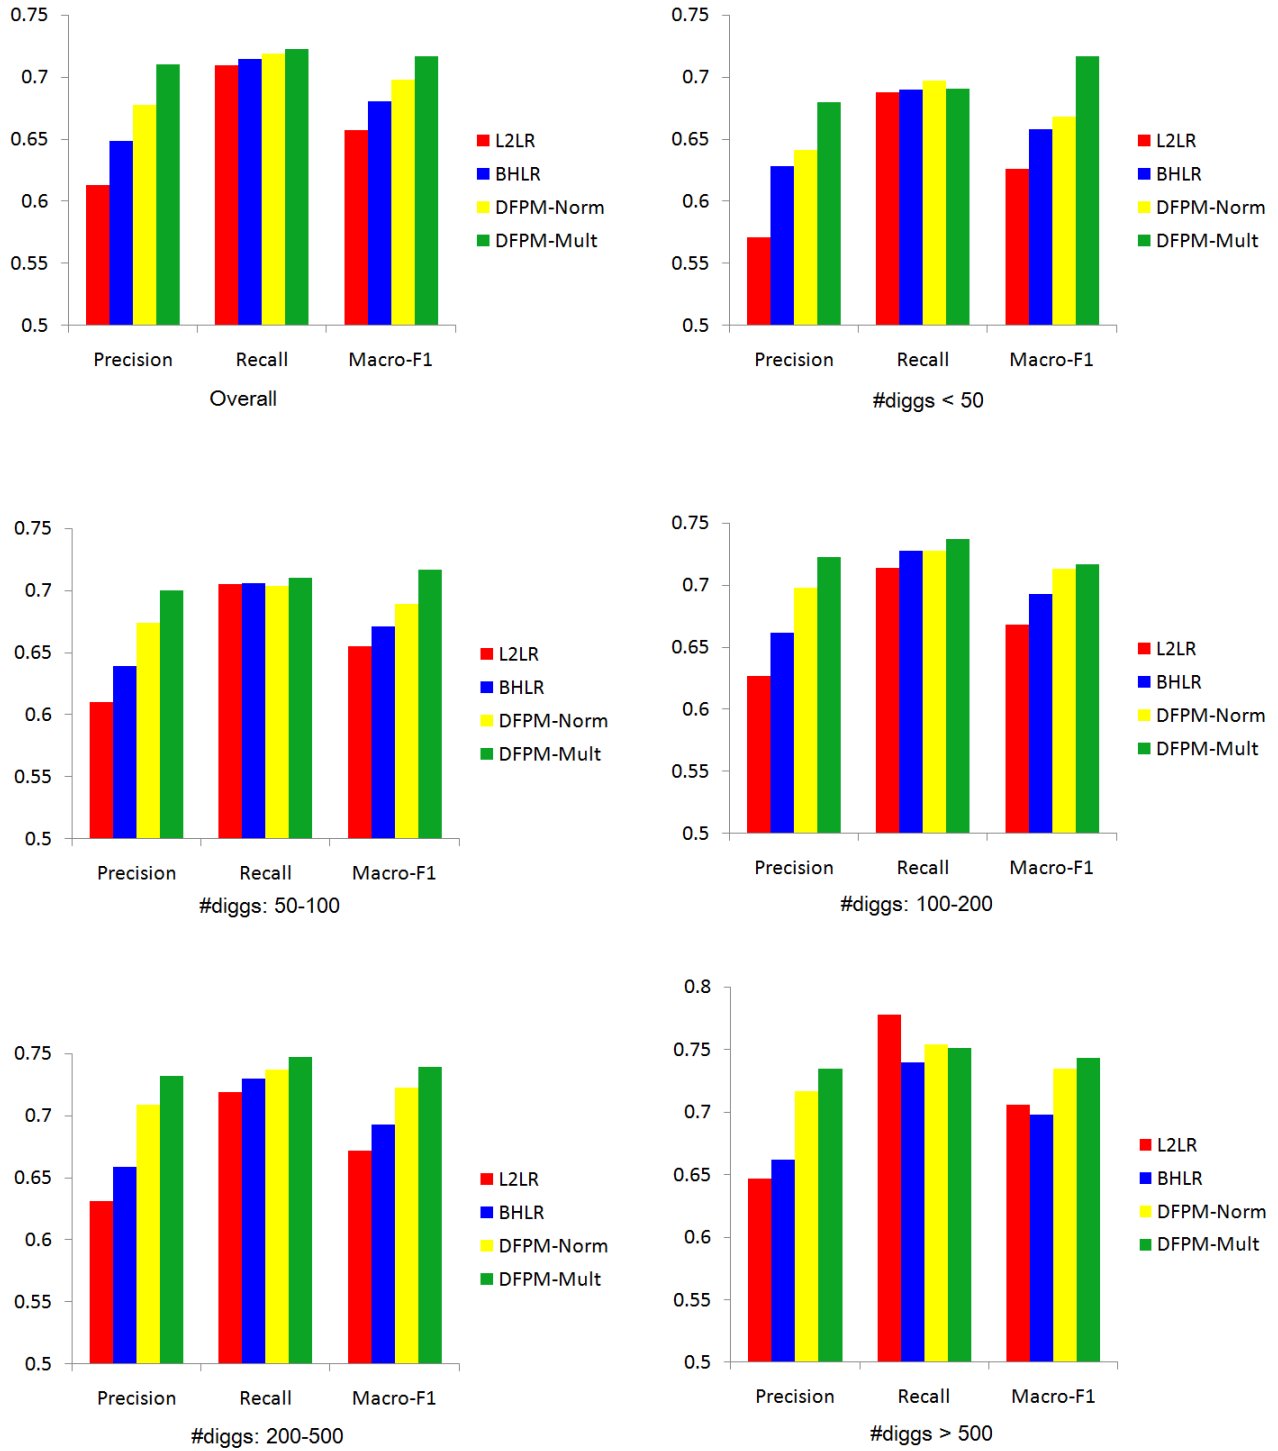 0.75
0.7
0.65
0.6
0.55
0.5
Precision Recall Macro-F1
L2LR
BHLR
DFPM-Norm
DFPM-Mult
Overall
0.75
0.7
0.65
0.6
0.55
0.5
Precision Recall Macro-F1
L2LR
BHLR
DFPM-Norm
DFPM-Mult
#diggs < 50
0.75
0.7
0.65
0.6
0.55
0.5
Precision Recall Macro-F1
L2LR
BHLR
DFPM-Norm
DFPM-Mult
#diggs: 50-100
0.75
0.7
0.65
0.6
0.55
0.5
Precision Recall Macro-F1
L2LR
BHLR
DFPM-Norm
DFPM-Mult
#diggs: 100-200
0.75
0.7
0.65
0.6
0.55
0.5
Precision Recall Macro-F1
L2LR
BHLR
DFPM-Norm
DFPM-Mult
#diggs: 200-500
0.8
0.75
0.7
0.65
0.6
0.55
0.5
Precision Recall Macro-F1
L2LR
BHLR
DFPM-Norm
DFPM-Mult
#diggs > 500